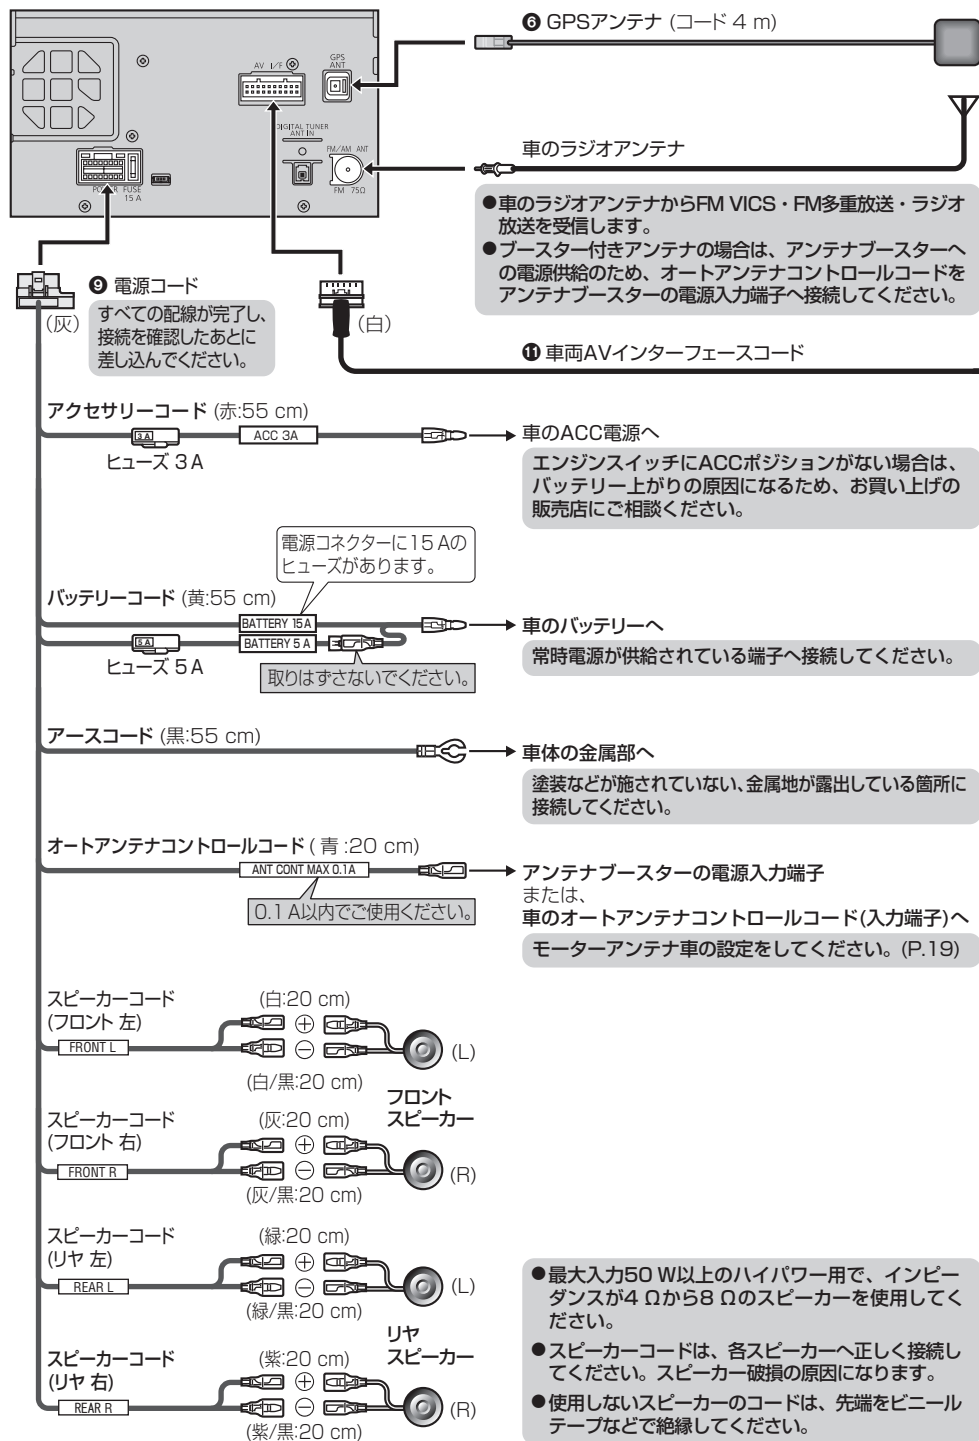 ❻ GPSアンテナ (コード 4 m)
AV I/F
GPS
ANT
DIGITAL TUNER
ANT IN
FM/AM ANT
FM 75Ω
POWER FUSE
15 A
車のラジオアンテナ
●車のラジオアンテナからFM VICS・FM多重放送・ラジオ
放送を受信します。
●ブースター付きアンテナの場合は、アンテナブースターへ
の電源供給のため、オートアンテナコントロールコードを
アンテナブースターの電源入力端子へ接続してください。
❾ 電源コード
(灰)
すべての配線が完了し、
接続を確認したあとに
差し込んでください。
(白)
⓫ 車両AVインターフェースコード
アクセサリーコード (赤:55 cm)
3 A
ACC 3A
ヒューズ 3 A
車のACC電源へ
エンジンスイッチにACCポジションがない場合は、
バッテリー上がりの原因になるため、お買い上げの
販売店にご相談ください。
電源コネクターに15 Aの
ヒューズがあります。
バッテリーコード (黄:55 cm)
BATTERY 15A
5 A
BATTERY 5 A
ヒューズ 5 A
取りはずさないでください。
車のバッテリーへ
常時電源が供給されている端子へ接続してください。
アースコード (黒:55 cm)
車体の金属部へ
塗装などが施されていない、金属地が露出している箇所に
接続してください。
オートアンテナコントロールコード ( 青 :20 cm)
ANT CONT MAX 0.1A
0.1 A以内でご使用ください。
アンテナブースターの電源入力端子
または、
車のオートアンテナコントロールコード(入力端子)へ
モーターアンテナ車の設定をしてください。(P.19)
スピーカーコード
(フロント 左)
FRONT L
(白:20 cm)
⊕
⊖
(L)
(白/黒:20 cm)
フロント
スピーカー
スピーカーコード
(フロント 右)
FRONT R
(灰:20 cm)
⊕
⊖
(R)
(灰/黒:20 cm)
スピーカーコード
(リヤ 左)
REAR L
(緑:20 cm)
⊕
⊖
(L)
(緑/黒:20 cm)
リヤ
スピーカー
スピーカーコード
(リヤ 右)
REAR R
(紫:20 cm)
⊕
⊖
(R)
(紫/黒:20 cm)
●最大入力50 W以上のハイパワー用で、インピー
ダンスが4 Ωから8 Ωのスピーカーを使用してく
ださい。
●スピーカーコードは、各スピーカーへ正しく接続し
てください。スピーカー破損の原因になります。
●使用しないスピーカーのコードは、先端をビニール
テープなどで絶縁してください。